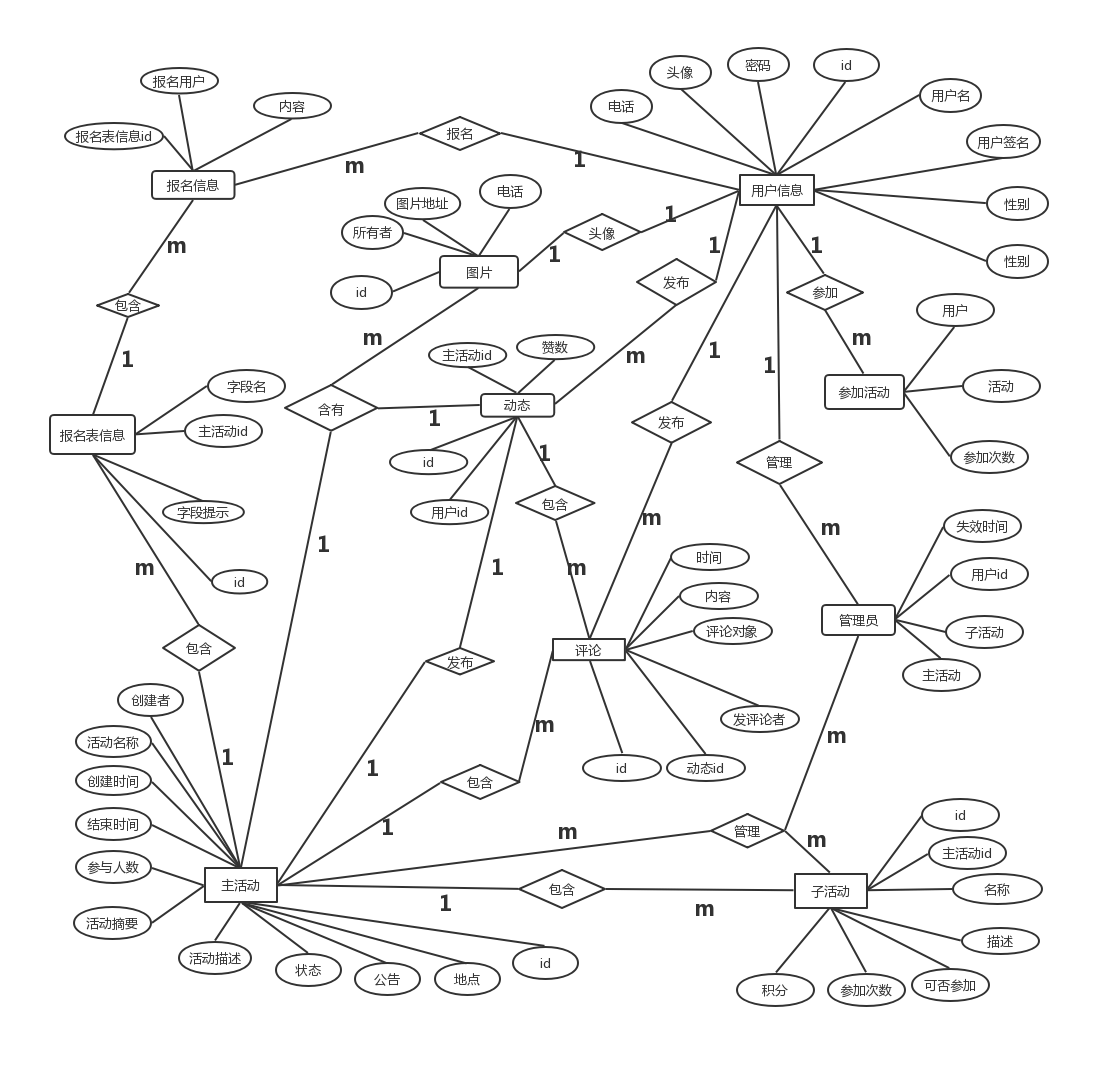 头像
密码
id
报名用户
用户名
内容
电话
报名表信息id
报名
用户签名
1
m
报名信息
电话
用户信息
图片地址
性别
1
所有者
头像
m
1
1
1
性别
图片
发布
id
参加
包含
用户
m
m
赞数
主活动id
m
1
1
1
字段名
活动
参加活动
动态
含有
1
发布
主活动id
报名表信息
1
参加次数
id
管理
包含
字段提示
用户id
m
m
失效时间
1
时间
m
1
m
用户id
id
内容
管理员
评论对象
子活动
包含
评论
发布
主活动
创建者
发评论者
m
m
活动名称
1
1
id
动态id
创建时间
包含
id
结束时间
1
m
管理
m
主活动id
参与人数
主活动
包含
子活动
名称
1
m
活动摘要
描述
活动描述
id
状态
公告
地点
积分
参加次数
可否参加